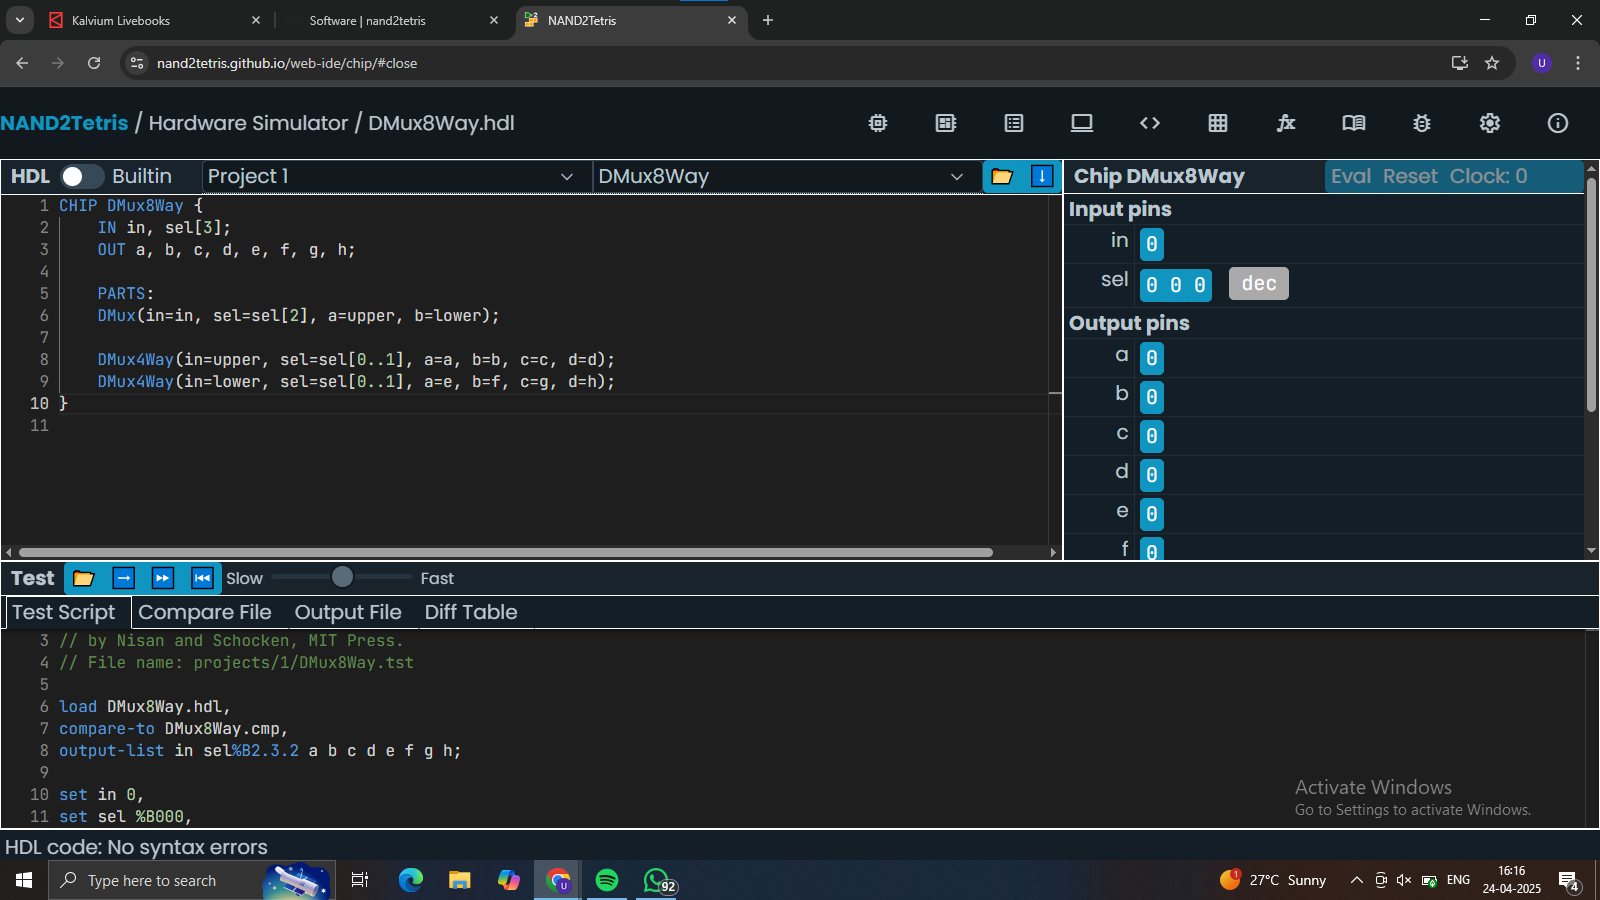 Kalvium Livebooks
Software | nand2tetris
NAND2Tetris
nand2tetris.github.io/web-ide/chip/#close
U
NAND2Tetris / Hardware Simulator / DMux8Way.hdl
HDL Builtin Project 1 DMux8Way
1 CHIP DMux8Way {
2 IN in, sel[3];
3 OUT a, b, c, d, e, f, g, h;
4
5 PARTS:
6 DMux(in=in, sel=sel[2], a=upper, b=lower);
7
8 DMux4Way(in=upper, sel=sel[0..1], a=a, b=b, c=c, d=d);
9 DMux4Way(in=lower, sel=sel[0..1], a=e, b=f, c=g, d=h);
10 }
11
Chip DMux8Way Eval Reset Clock: 0
Input pins
in 0
sel 0 0 0 dec
Output pins
a 0
b 0
c 0
d 0
e 0
f 0
Test Slow Fast
Test Script Compare File Output File Diff Table
3 // by Nisan and Schocken, MIT Press.
4 // File name: projects/1/DMux8Way.tst
5
6 load DMux8Way.hdl,
7 compare-to DMux8Way.cmp,
8 output-list in sel%B2.3.2 a b c d e f g h;
9
10 set in 0,
11 set sel %B000,
Activate Windows
Go to Settings to activate Windows.
HDL code: No syntax errors
Type here to search
U
92
1
27°C Sunny
ENG
16:16
24-04-2025
4